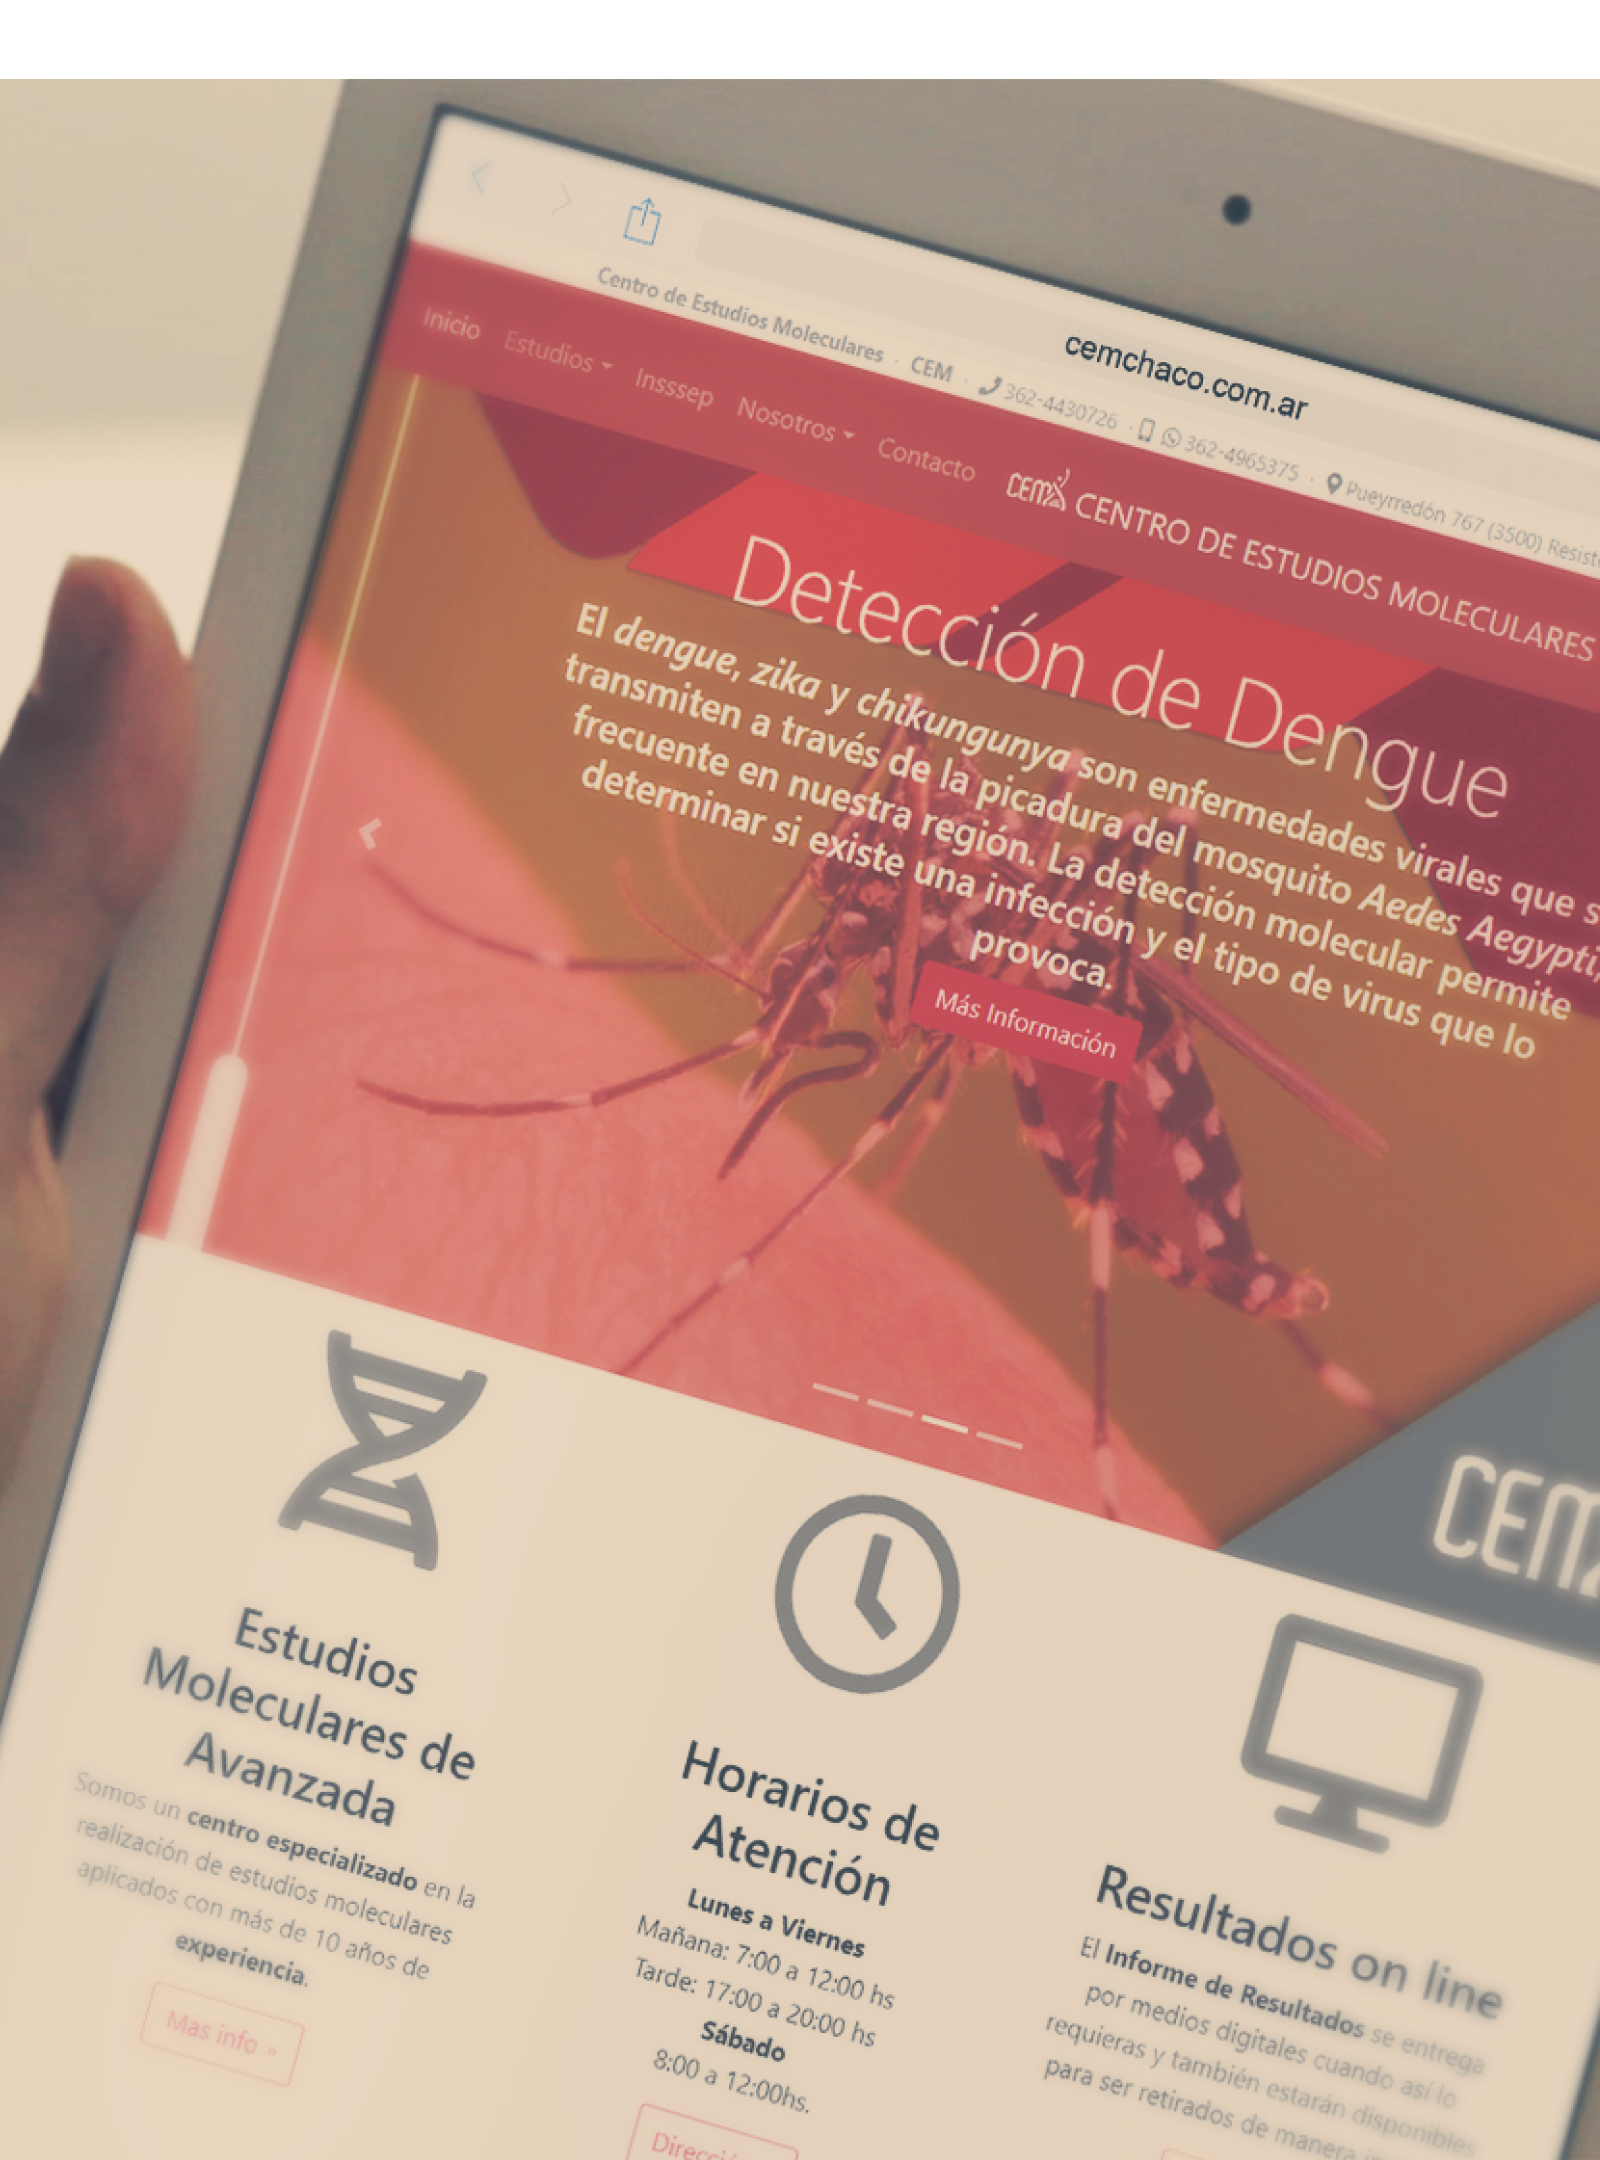 cemchaco.com.ar
Centro de Estudios Moleculares · CEM · 362-4430726 · 362-4965375 · Pueyrredón 767 (3500)
Inicio Estudios Insssep Nosotros Contacto CEM CENTRO DE ESTUDIOS MOLECULARES
Detección de Dengue
El dengue, zika y chikungunya son enfermedades virales que
transmiten a través de la picadura del mosquito Aedes Aegypti,
frecuente en nuestra región. La detección molecular permite
determinar si existe una infección y el tipo de virus que lo
provoca.
Más Información
CEM
Estudios
Moleculares de
Avanzada
Somos un centro especializado en la
realización de estudios moleculares
aplicados con más de 10 años de
experiencia.
Mas info »
Horarios de
Atención
Lunes a Viernes
Mañana: 7:00 a 12:00 hs
Tarde: 17:00 a 20:00 hs
Sábado
8:00 a 12:00hs.
Resultados on line
El Informe de Resultados se entrega
por medios digitales cuando así lo
requieras y también estarán disponibles
para ser retirados de manera